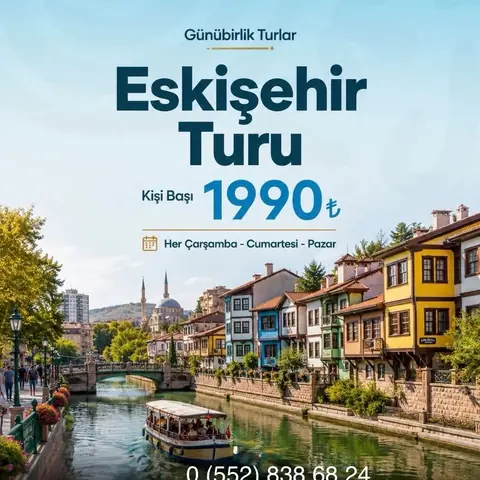 Günübirlik Turlar
Eskişehir
Turu
Kişi Başı 1990₺
Her Çarşamba - Cumartesi - Pazar
0 (552) 838 68 24